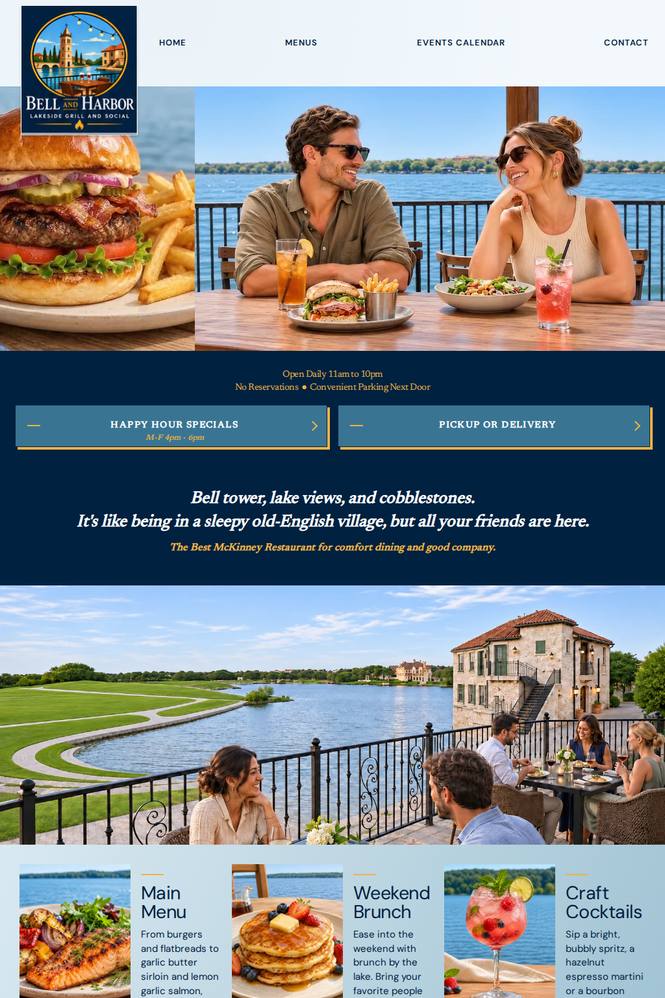 BELL AND HARBOR
LAKESIDE GRILL AND SOCIAL
HOME
MENUS
EVENTS CALENDAR
CONTACT
Open Daily 11am to 10pm
No Reservations ● Convenient Parking Next Door
HAPPY HOUR SPECIALS
M-F 4pm - 6pm
PICKUP OR DELIVERY
Bell tower, lake views, and cobblestones.
It's like being in a sleepy old-English village, but all your friends are here.
The Best McKinney Restaurant for comfort dining and good company.
Main
Menu
From burgers
and flatbreads to
garlic butter
sirloin and lemon
garlic salmon,
Weekend
Brunch
Ease into the
weekend with
brunch by the
lake. Bring your
favorite people
Craft
Cocktails
Sip a bright,
bubbly spritz, a
hazelnut
espresso martini
or a bourbon